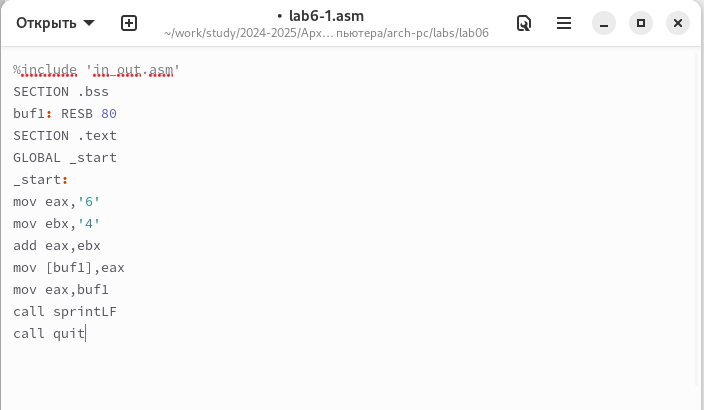 Открыть
• lab6-1.asm
~/work/study/2024-2025/Арх… пьютера/arch-pc/labs/lab06
%include 'in_out.asm'
SECTION .bss
buf1: RESB 80
SECTION .text
GLOBAL _start
_start:
mov eax,'6'
mov ebx,'4'
add eax,ebx
mov [buf1],eax
mov eax,buf1
call sprintLF
call quit